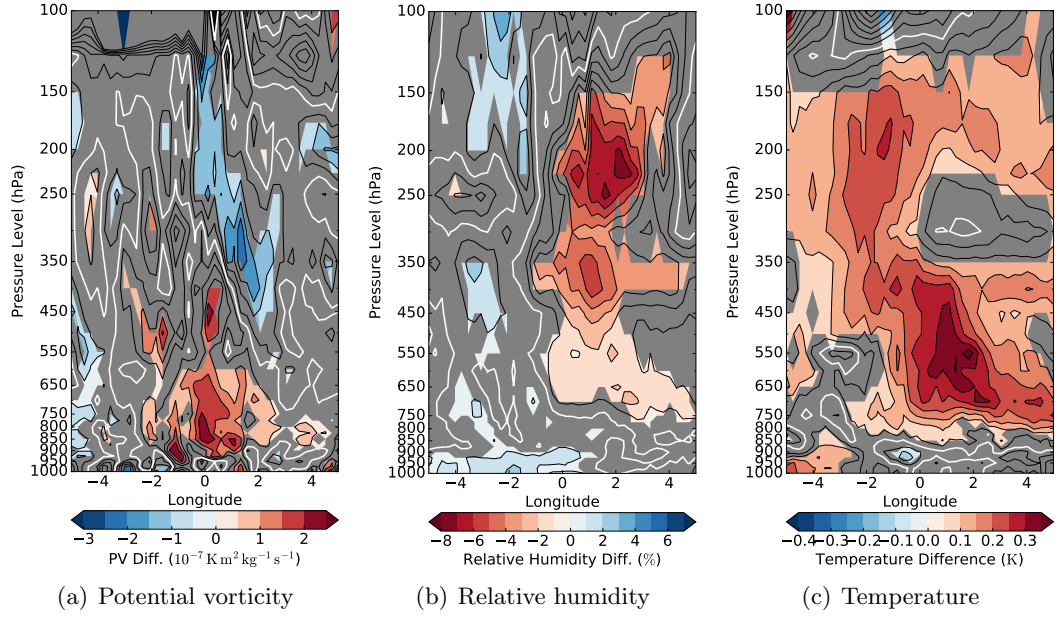 100
150
200
250
350
450
550
650
750
800
850
900
950
1000
Pressure Level (hPa)
−4 −2 0 2 4
Longitude
−3 −2 −1 0 1 2
PV Diff. (10⁻⁷ K m² kg⁻¹ s⁻¹)
(a) Potential vorticity
100
150
200
250
350
450
550
650
750
800
850
900
950
1000
Pressure Level (hPa)
−4 −2 0 2 4
Longitude
−8 −6 −4 −2 0 2 4 6
Relative Humidity Diff. (%)
(b) Relative humidity
100
150
200
250
350
450
550
650
750
800
850
900
950
1000
Pressure Level (hPa)
−4 −2 0 2 4
Longitude
−0.4 −0.3 −0.2 −0.1 0.0 0.1 0.2 0.3
Temperature Difference (K)
(c) Temperature